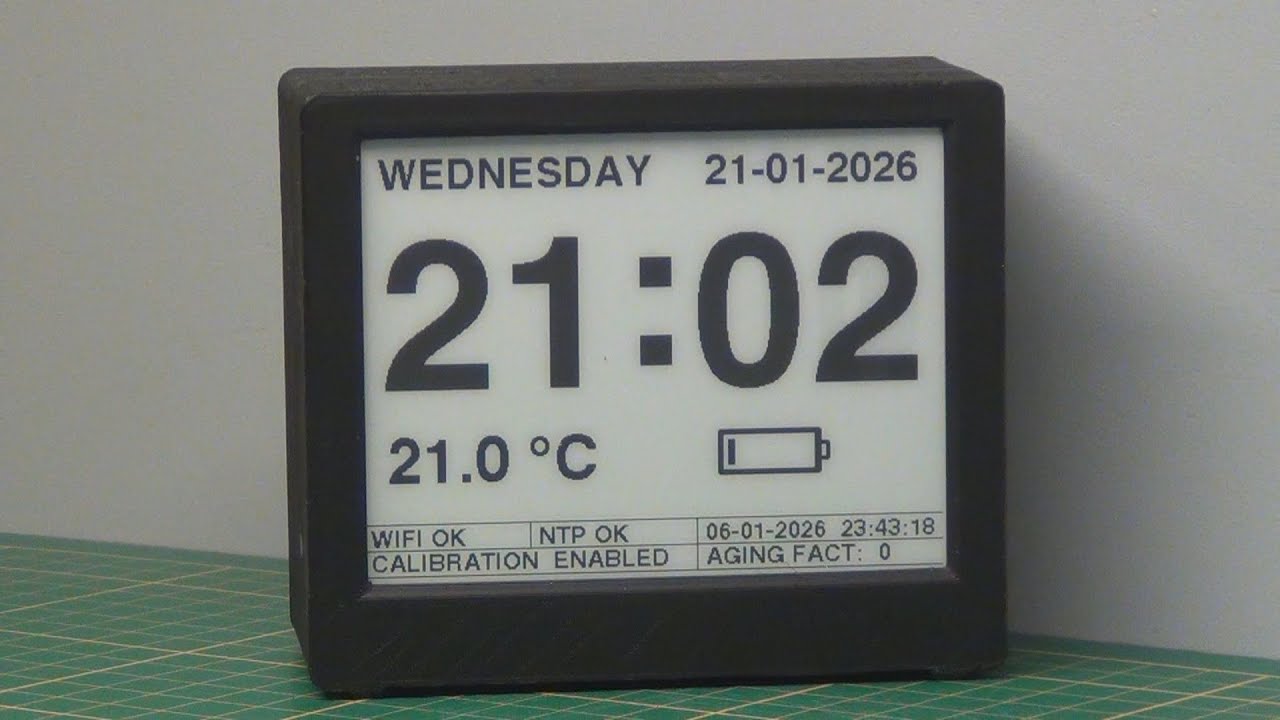 WEDNESDAY 21-01-2026
21:02
21.0 °C
WIFI OK NTP OK 06-01-2026 23:43:18
CALIBRATION ENABLED AGING FACT: 0